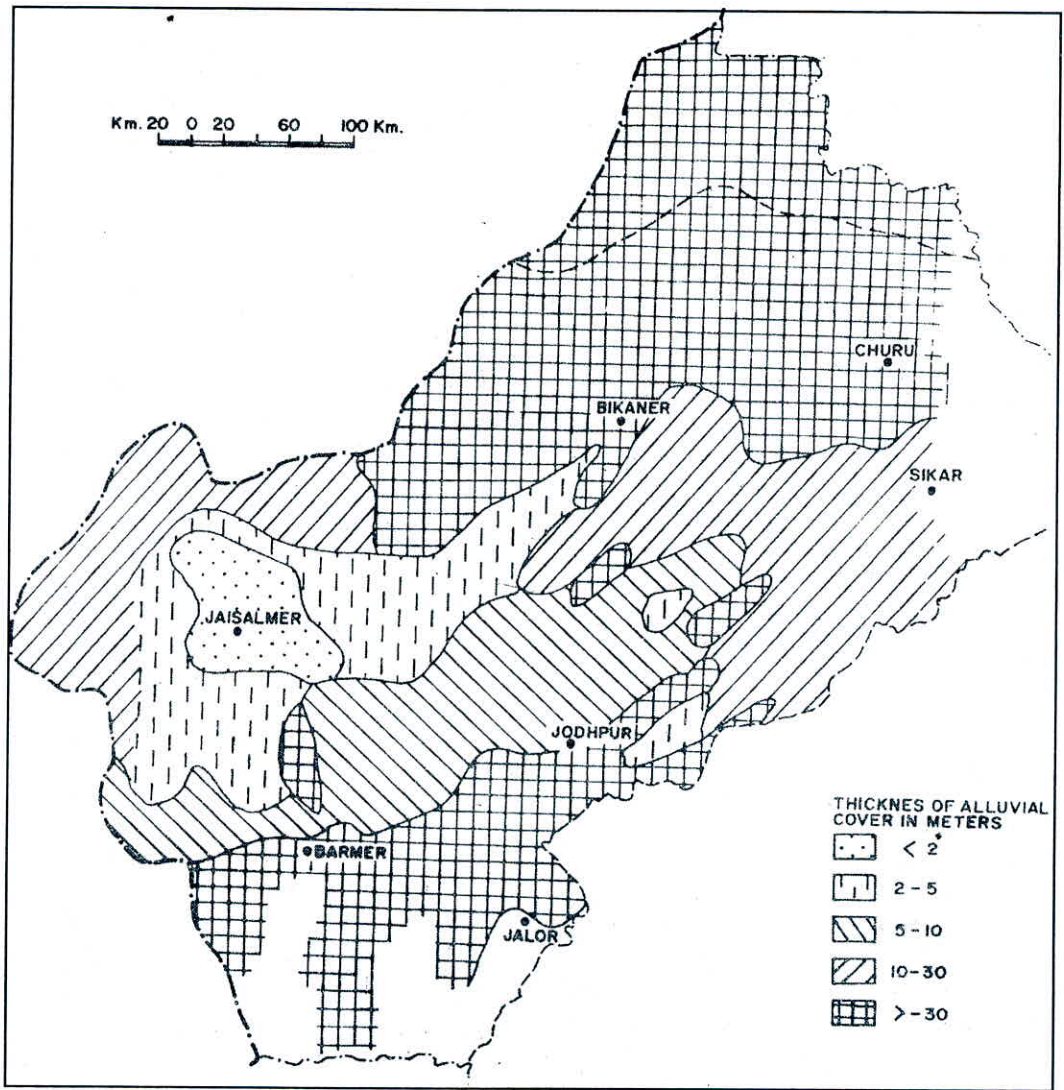 Km. 20 0 20 60 100 Km.
CHURU
BIKANER
SIKAR
JAISALMER
JODHPUR
THICKNES OF ALLUVIAL
COVER IN METERS
< 2
2-5
5-10
10-30
>-30
BARMER
JALOR